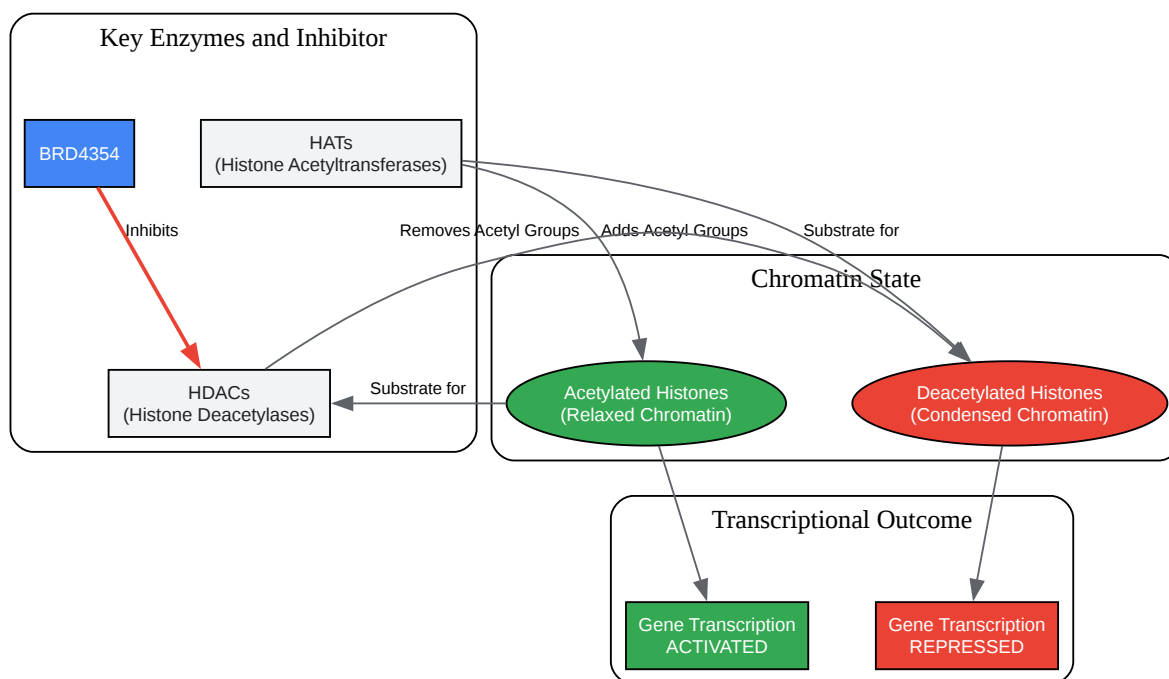 Key Enzymes and Inhibitor
BRD4354
HATs
(Histone Acetyltransferases)
Inhibits
Removes Acetyl Groups
Adds Acetyl Groups
Substrate for
Chromatin State
HDACs
(Histone Deacetylases)
Substrate for
Acetylated Histones
(Relaxed Chromatin)
Deacetylated Histones
(Condensed Chromatin)
Transcriptional Outcome
Gene Transcription
ACTIVATED
Gene Transcription
REPRESSED